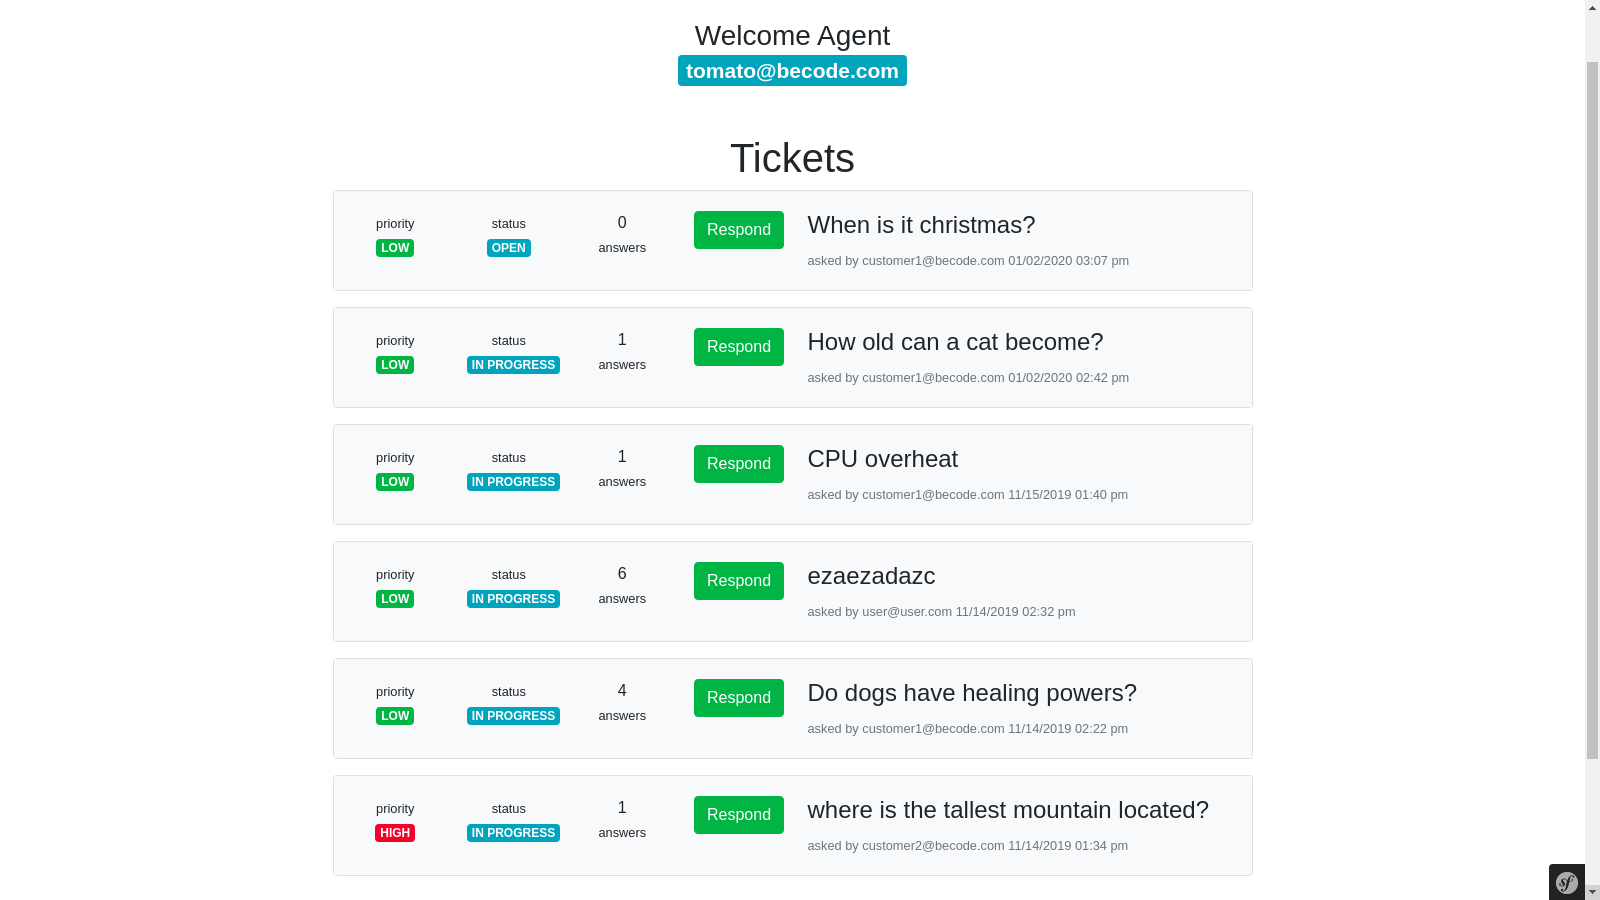 Welcome Agent
tomato@becode.com
Tickets
priority
LOW
status
OPEN
0
answers
Respond
When is it christmas?
asked by customer1@becode.com 01/02/2020 03:07 pm
priority
LOW
status
IN PROGRESS
1
answers
Respond
How old can a cat become?
asked by customer1@becode.com 01/02/2020 02:42 pm
priority
LOW
status
IN PROGRESS
1
answers
Respond
CPU overheat
asked by customer1@becode.com 11/15/2019 01:40 pm
priority
LOW
status
IN PROGRESS
6
answers
Respond
ezaezadazc
asked by user@user.com 11/14/2019 02:32 pm
priority
LOW
status
IN PROGRESS
4
answers
Respond
Do dogs have healing powers?
asked by customer1@becode.com 11/14/2019 02:22 pm
priority
HIGH
status
IN PROGRESS
1
answers
Respond
where is the tallest mountain located?
asked by customer2@becode.com 11/14/2019 01:34 pm
sf